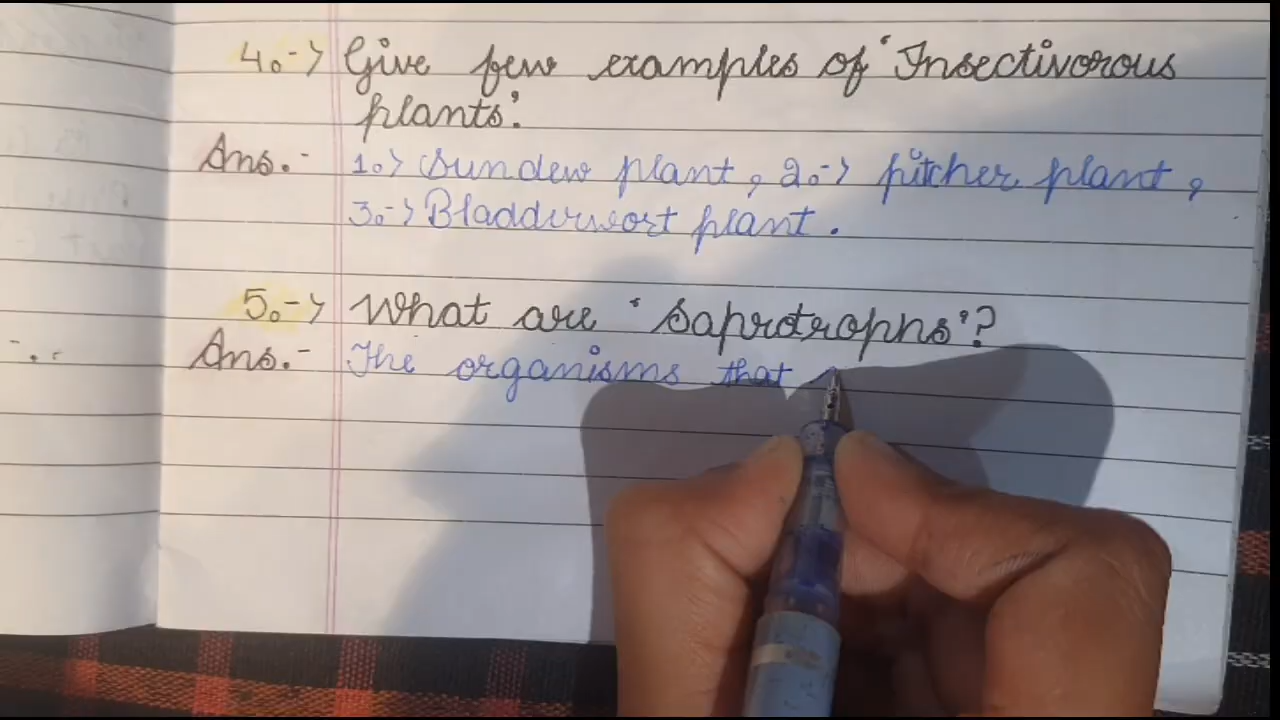 4. -> Give few examples of 'Insectivorous
plants'.
Ans.- 1.-> Sundew plant, 2.-> pitcher plant,
3.-> Bladderwort plant.
5.-> What are 'Saprotrophs'?
Ans.- The organisms that